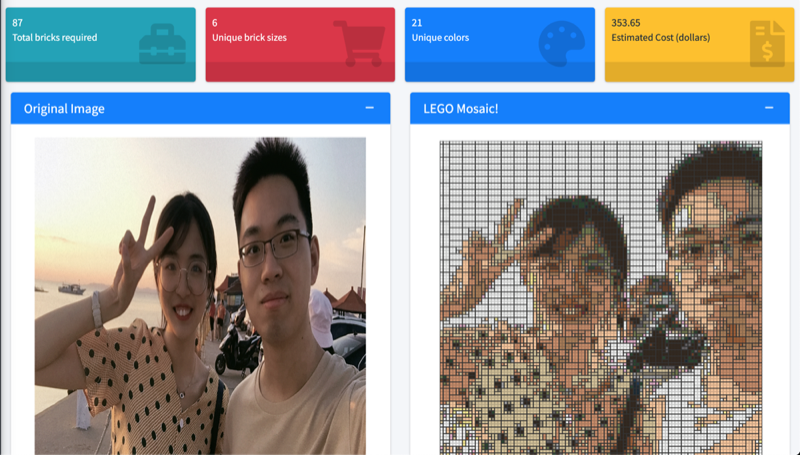 87
Total bricks required
6
Unique brick sizes
21
Unique colors
353.65
Estimated Cost (dollars)
Original Image
LEGO Mosaic!